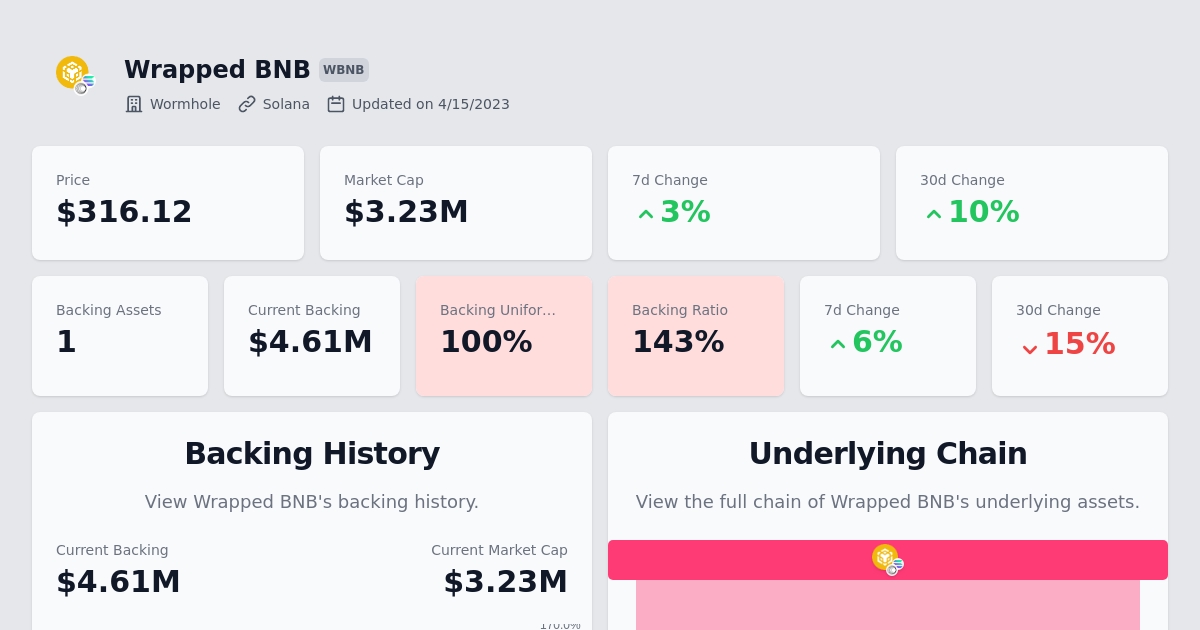 Wrapped BNB WBNB
Wormhole Solana Updated on 4/15/2023
Price Market Cap 7d Change 30d Change
$316.12 $3.23M 3% 10%
Backing Assets Current Backing Backing Unifor... Backing Ratio 7d Change 30d Change
1 $4.61M 100% 143% 6% 15%
Backing History
View Wrapped BNB's backing history.
Current Backing Current Market Cap
$4.61M $3.23M
170.0%
Underlying Chain
View the full chain of Wrapped BNB's underlying assets.